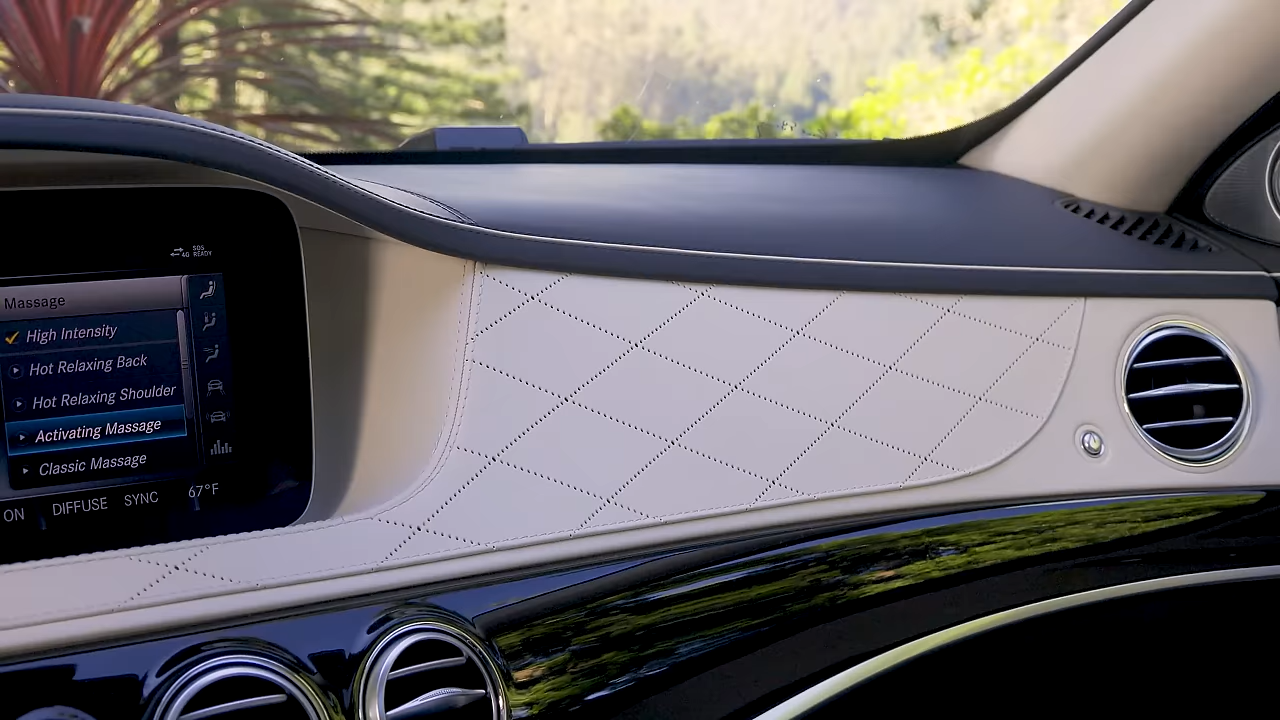 4G SOS
READY
Massage
High Intensity
Hot Relaxing Back
Hot Relaxing Shoulder
Activating Massage
Classic Massage
ON DIFFUSE SYNC 67°F